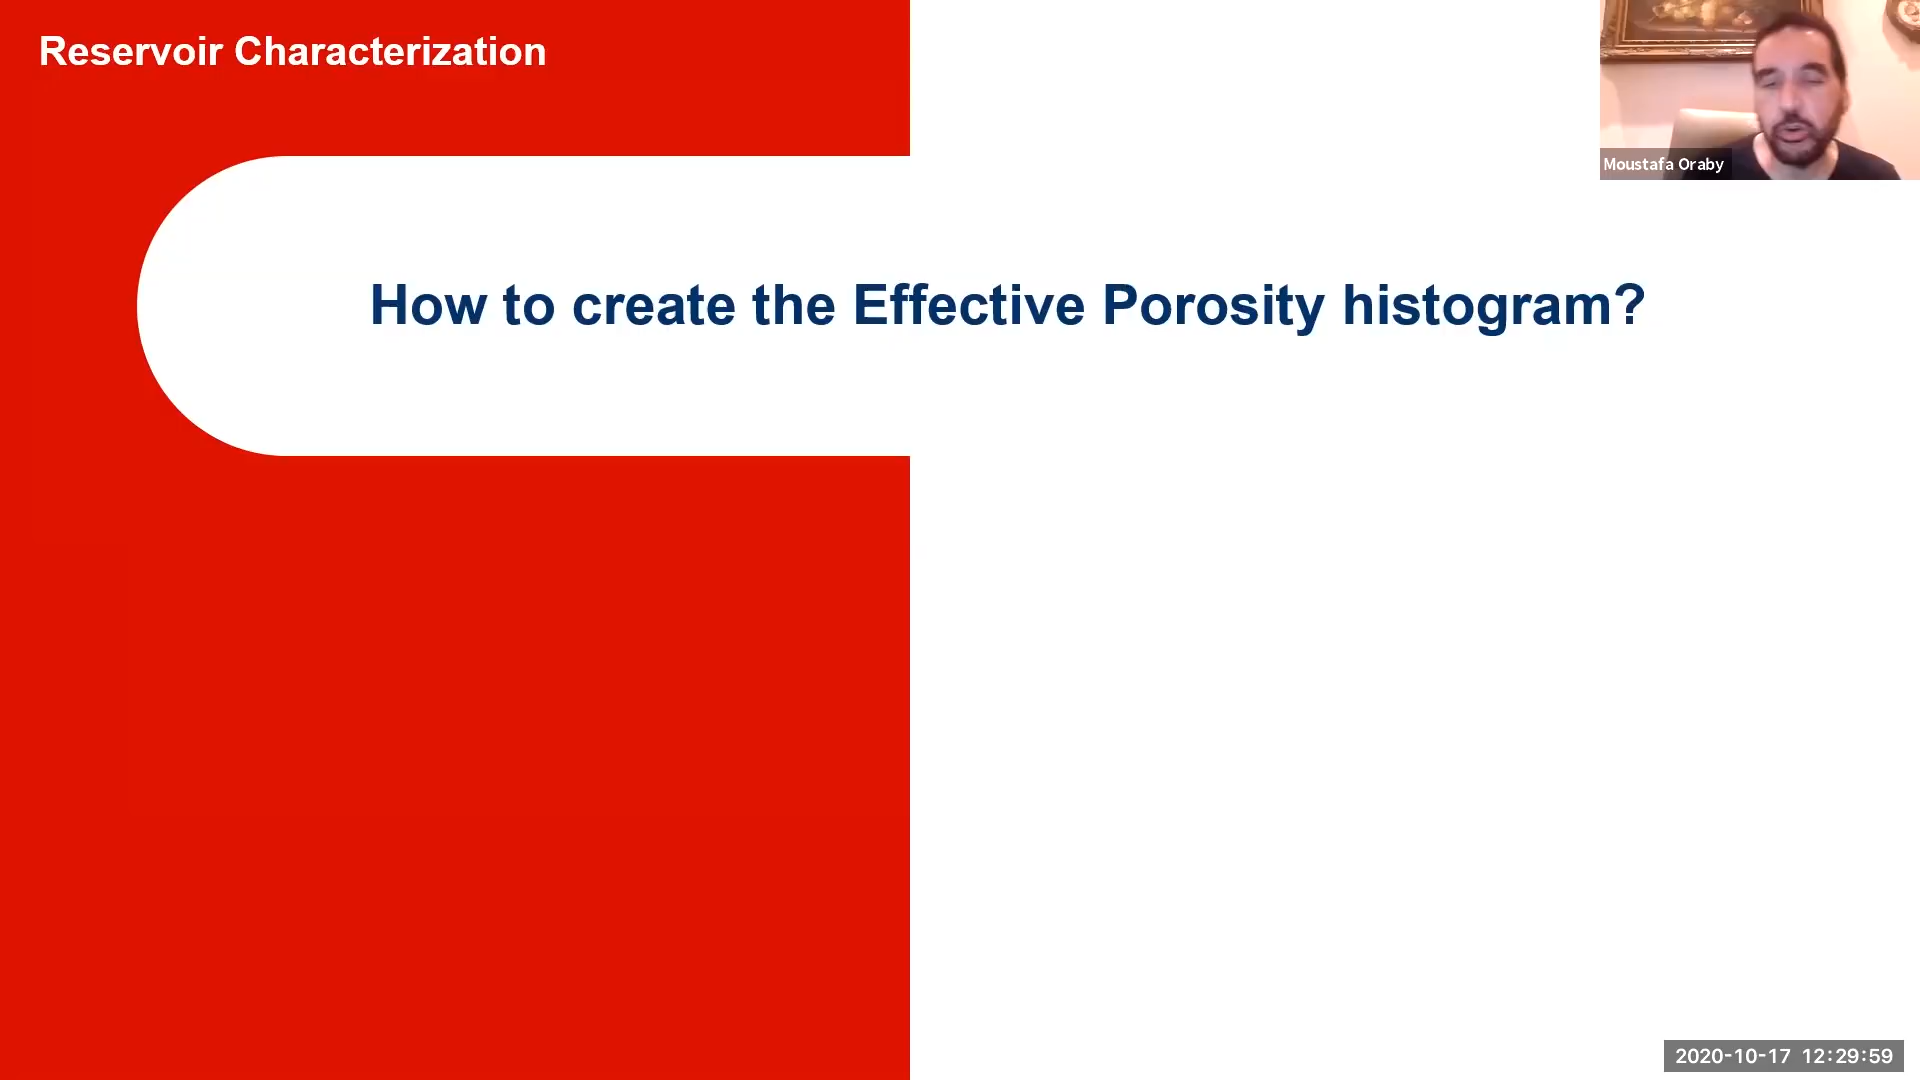 Reservoir Characterization
How to create the Effective Porosity histogram?
Moustafa Oraby
2020-10-17 12:29:59